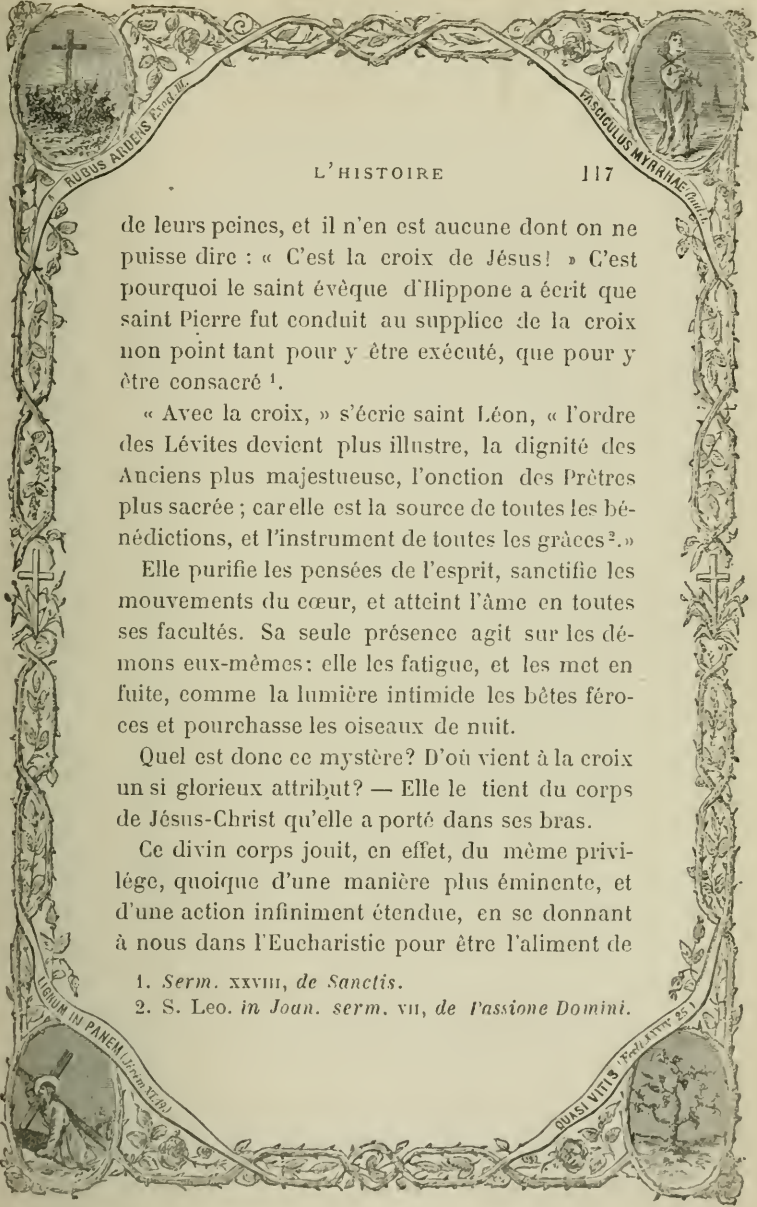 RUBUS ARDENS Exod. III.
FASCICULUS MYRRHAE
L'HISTOIRE 117
de leurs peines, et il n'en est aucune dont on ne
puisse dire : « C'est la croix de Jésus! » C'est
pourquoi le saint évêque d'Hippone a écrit que
saint Pierre fut conduit au supplice de la croix
non point tant pour y être exécuté, que pour y
être consacré ¹.
« Avec la croix, » s'écrie saint Léon, « l'ordre
des Lévites devient plus illustre, la dignité des
Anciens plus majestueuse, l'onction des Prêtres
plus sacrée ; car elle est la source de toutes les bé-
nédictions, et l'instrument de toutes les grâces ².»
Elle purifie les pensées de l'esprit, sanctifie les
mouvements du cœur, et atteint l'âme en toutes
ses facultés. Sa seule présence agit sur les dé-
mons eux-mêmes: elle les fatigue, et les met en
fuite, comme la lumière intimide les bêtes féro-
ces et pourchasse les oiseaux de nuit.
Quel est donc ce mystère? D'où vient à la croix
un si glorieux attribut? — Elle le tient du corps
de Jésus-Christ qu'elle a porté dans ses bras.
Ce divin corps jouit, en effet, du même privi-
lége, quoique d'une manière plus éminente, et
d'une action infiniment étendue, en se donnant
à nous dans l'Eucharistie pour être l'aliment de
1. Serm. XXVIII, de Sanctis.
2. S. Leo. in Joan. serm. VII, de Passione Domini.
LIGNUM IN PANEM (Jerem. XI. 19.)
QUASI VITIS (Eccli. XXIV. 23.)